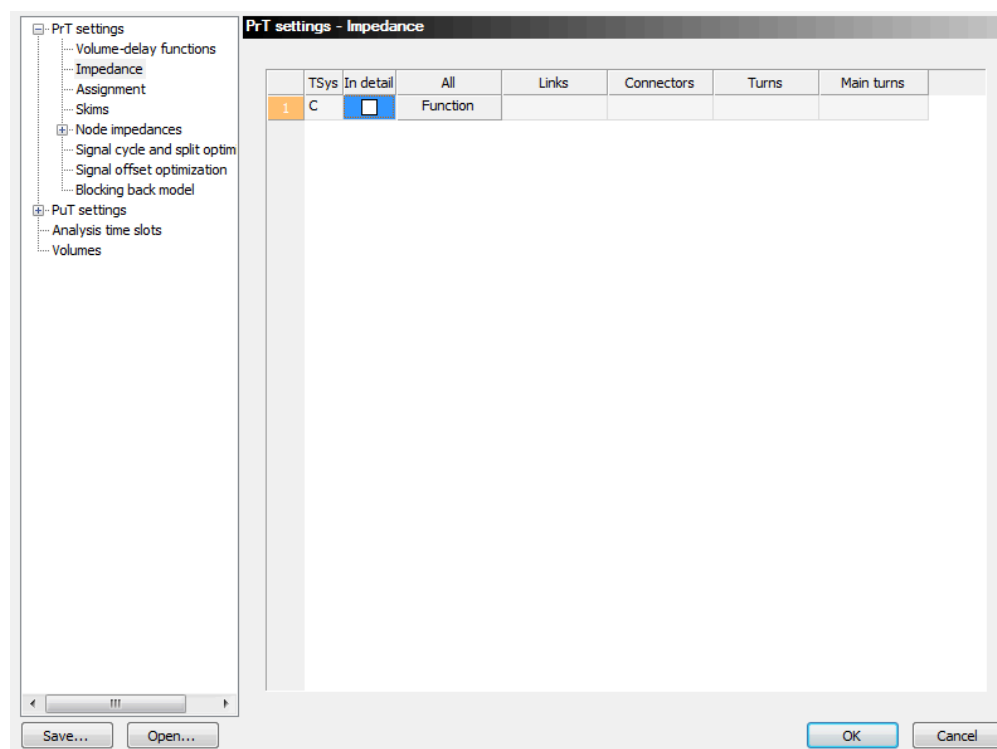 PrT settings
Volume-delay functions
Impedance
Assignment
Skims
Node impedances
Signal cycle and split optim
Signal offset optimization
Blocking back model
PuT settings
Analysis time slots
Volumes
Save... Open...
PrT settings - Impedance
TSys In detail All Links Connectors Turns Main turns
1 C Function
OK Cancel